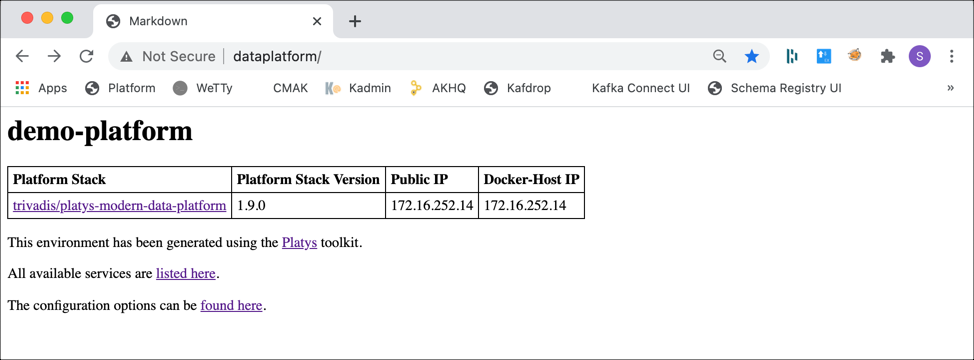 Markdown
Not Secure dataplatform/
S
Apps Platform WeTTy CMAK Kadmin AKHQ Kafdrop Kafka Connect UI Schema Registry UI »
demo-platform
Platform Stack Platform Stack Version Public IP Docker-Host IP
trivadis/platys-modern-data-platform 1.9.0 172.16.252.14 172.16.252.14
This environment has been generated using the Platys toolkit.
All available services are listed here.
The configuration options can be found here.